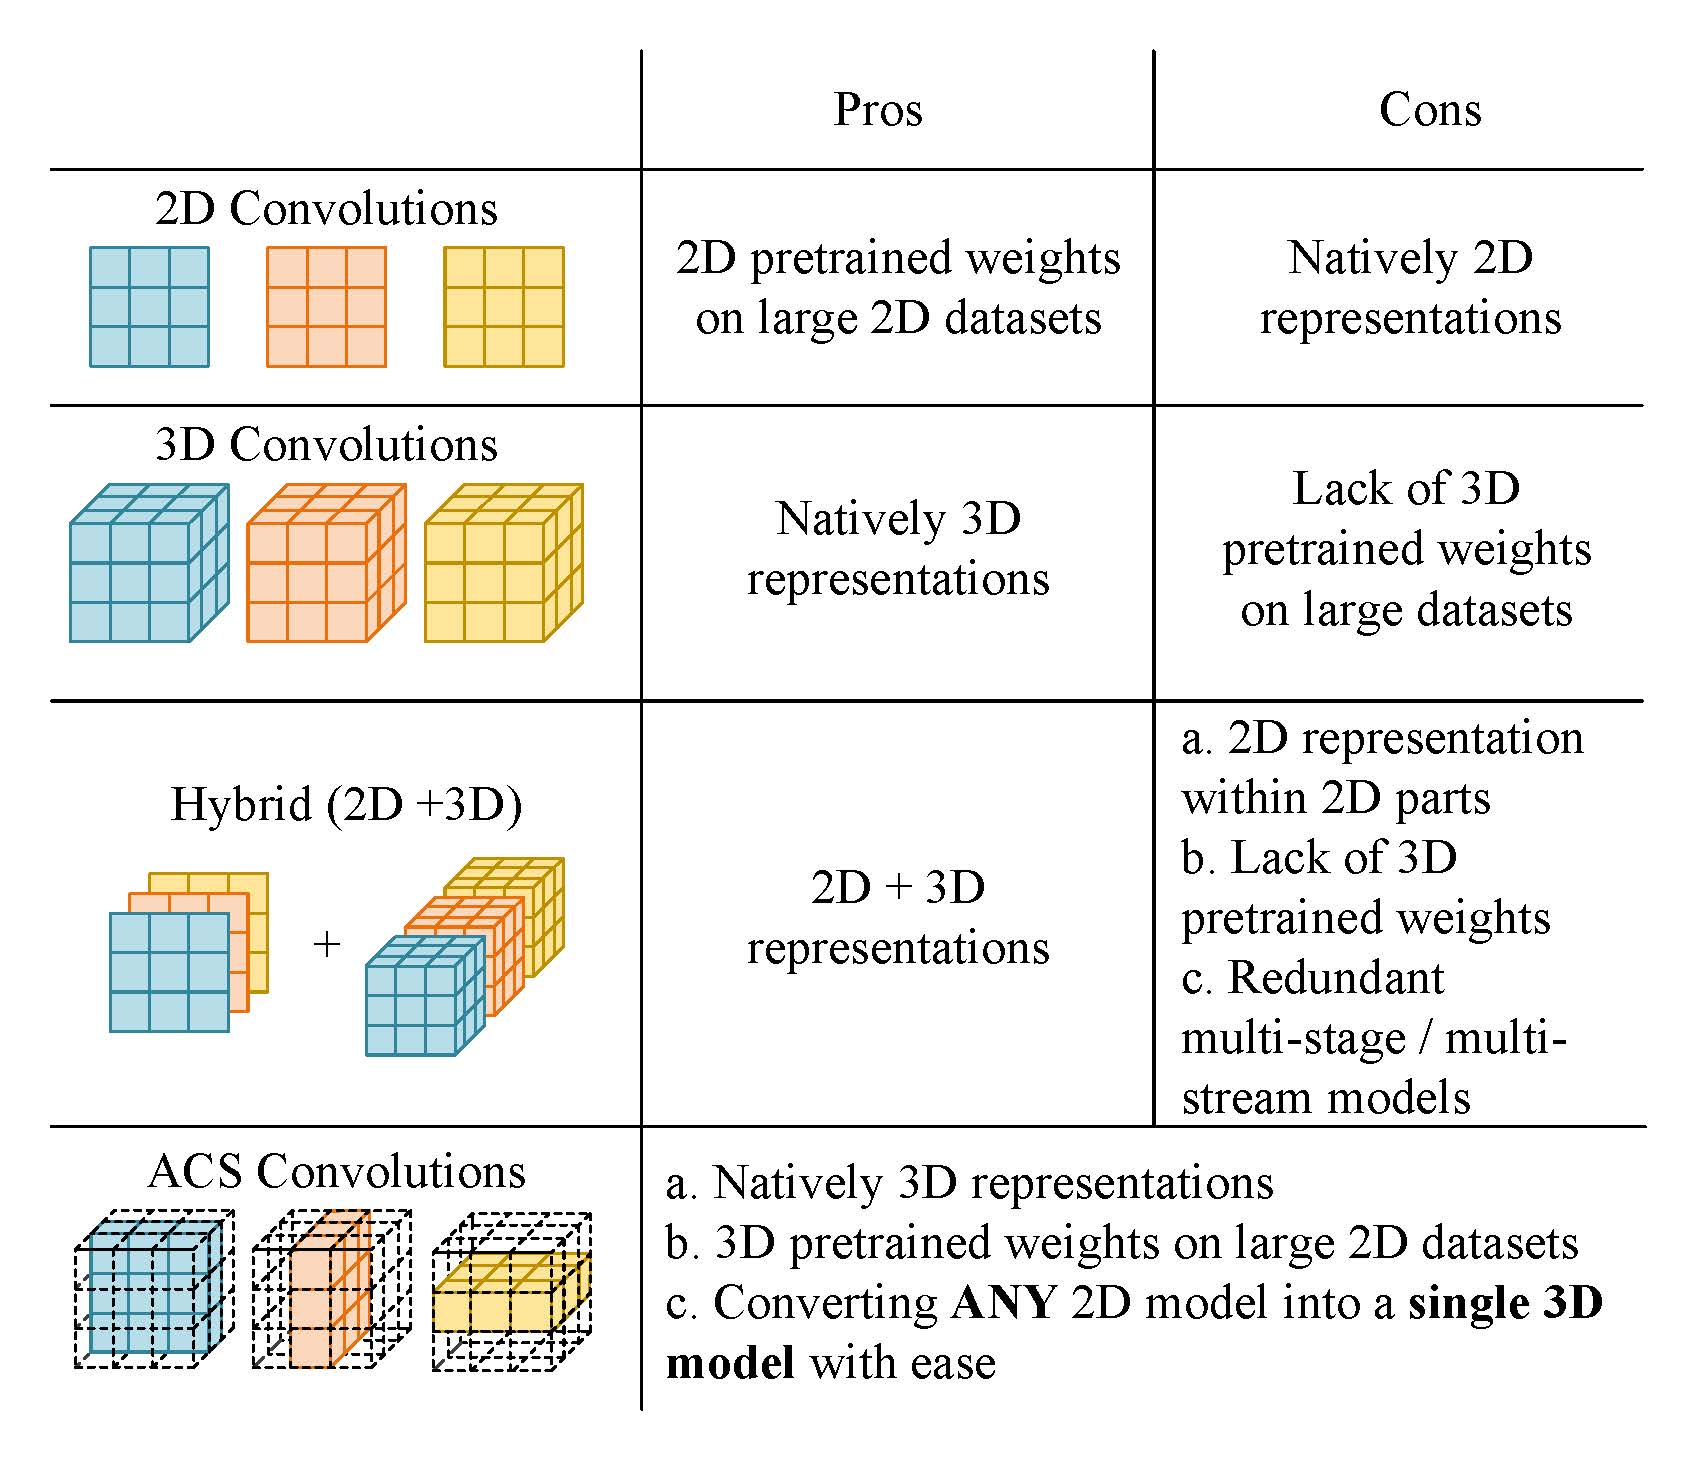 Pros
Cons
2D Convolutions
2D pretrained weights
on large 2D datasets
Natively 2D
representations
3D Convolutions
Natively 3D
representations
Lack of 3D
pretrained weights
on large datasets
Hybrid (2D +3D)
+
2D + 3D
representations
a. 2D representation
within 2D parts
b. Lack of 3D
pretrained weights
c. Redundant
multi-stage / multi-
stream models
ACS Convolutions
a. Natively 3D representations
b. 3D pretrained weights on large 2D datasets
c. Converting ANY 2D model into a single 3D
model with ease